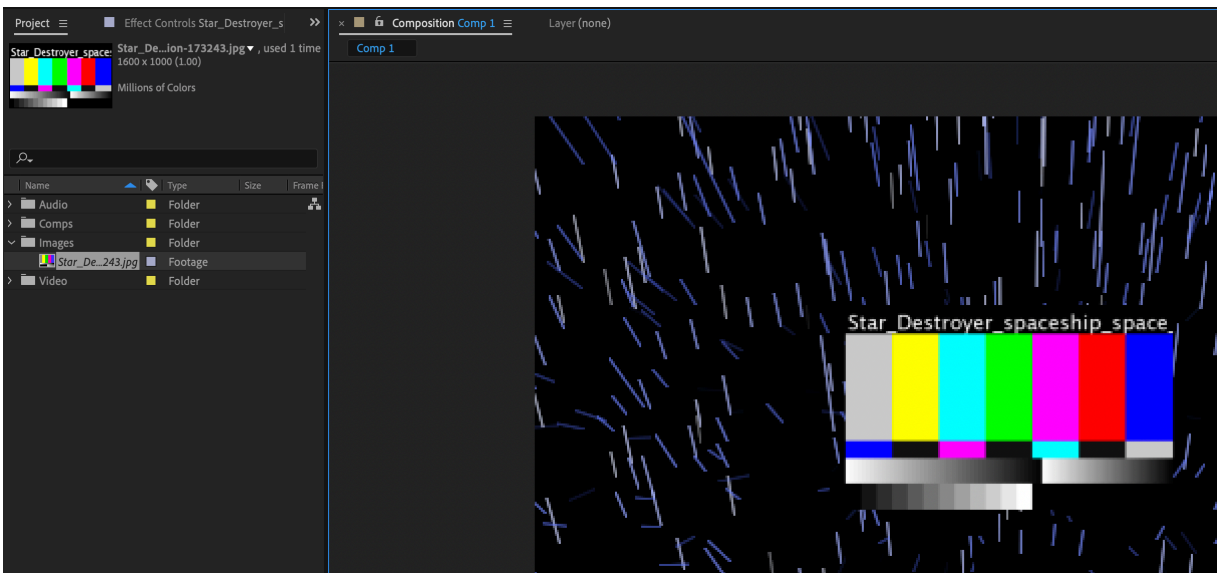 Project
Effect Controls Star_Destroyer_s
Composition Comp 1
Layer (none)
Comp 1
Star_Destroyer_space:
Star_De...ion-173243.jpg , used 1 time
1600 x 1000 (1.00)
Millions of Colors
Name Type Size Frame
Audio Folder
Comps Folder
Images Folder
Star_De...243.jpg Footage
Video Folder
Star_Destroyer_spaceship_space_